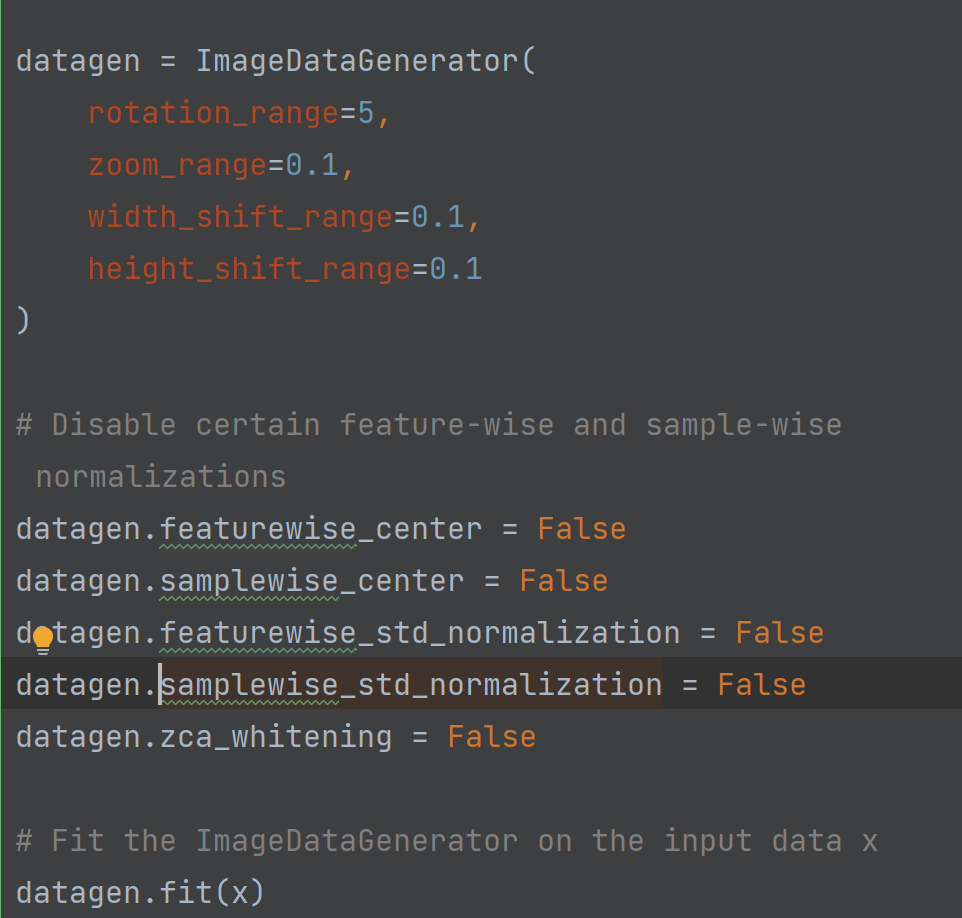 datagen = ImageDataGenerator(
    rotation_range=5,
    zoom_range=0.1,
    width_shift_range=0.1,
    height_shift_range=0.1
)
# Disable certain feature-wise and sample-wise
 normalizations
datagen.featurewise_center = False
datagen.samplewise_center = False
datagen.featurewise_std_normalization = False
datagen.samplewise_std_normalization = False
datagen.zca_whitening = False
# Fit the ImageDataGenerator on the input data x
datagen.fit(x)